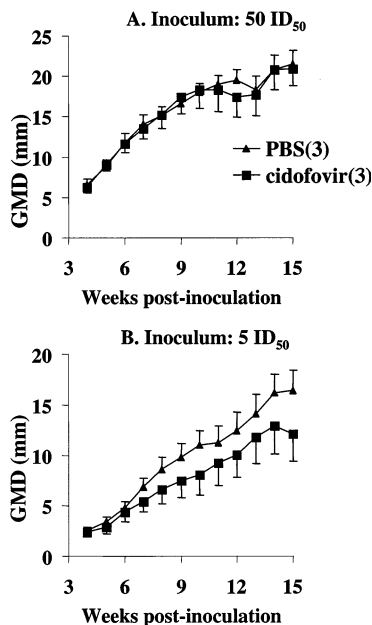 A. Inoculum: 50 ID50
25
20
15
10
5
0
GMD (mm)
PBS(3)
cidofovir(3)
3 6 9 12 15
Weeks post-inoculation
B. Inoculum: 5 ID50
20
15
10
5
0
GMD (mm)
3 6 9 12 15
Weeks post-inoculation